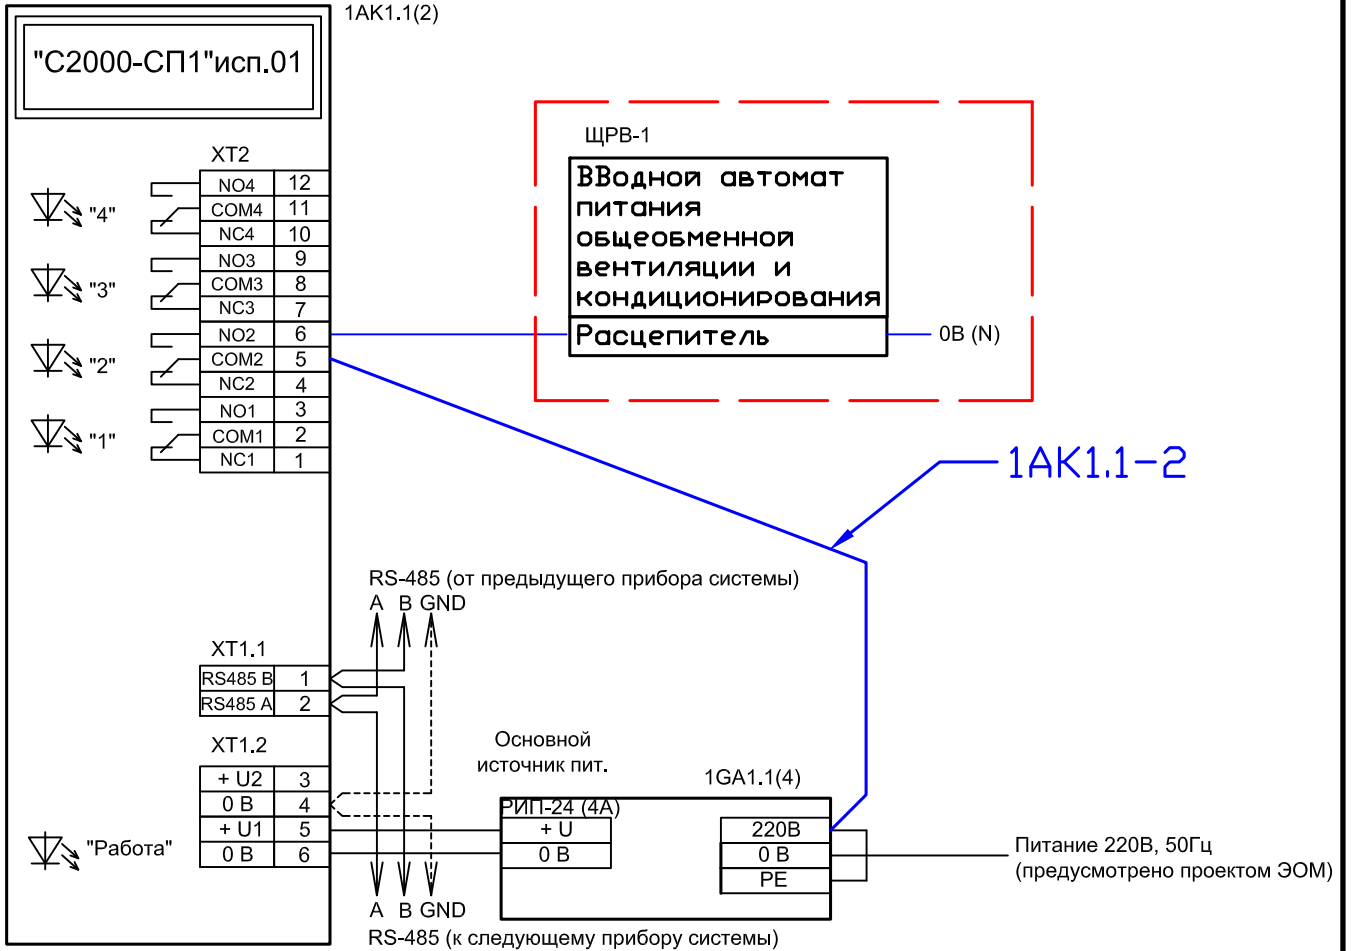 1АК1.1(2)
"С2000-СП1"исп.01
XT2
NO4 12
COM4 11
NC4 10
"4"
NO3 9
COM3 8
NC3 7
"3"
NO2 6
COM2 5
NC2 4
"2"
NO1 3
COM1 2
NC1 1
"1"
ЩРВ-1
ВВодной автомат
питания
общеобменной
вентиляции и
кондиционирования
Расцепитель
0В (N)
1АК1.1-2
RS-485 (от предыдущего прибора системы)
A B GND
XT1.1
RS485 B 1
RS485 A 2
XT1.2
+ U2 3
0 В 4
+ U1 5
0 В 6
"Работа"
Основной
источник пит.
1GA1.1(4)
РИП-24 (4А)
+ U
0 В
220В
0 В
PE
Питание 220В, 50Гц
(предусмотрено проектом ЭОМ)
A B GND
RS-485 (к следующему прибору системы)